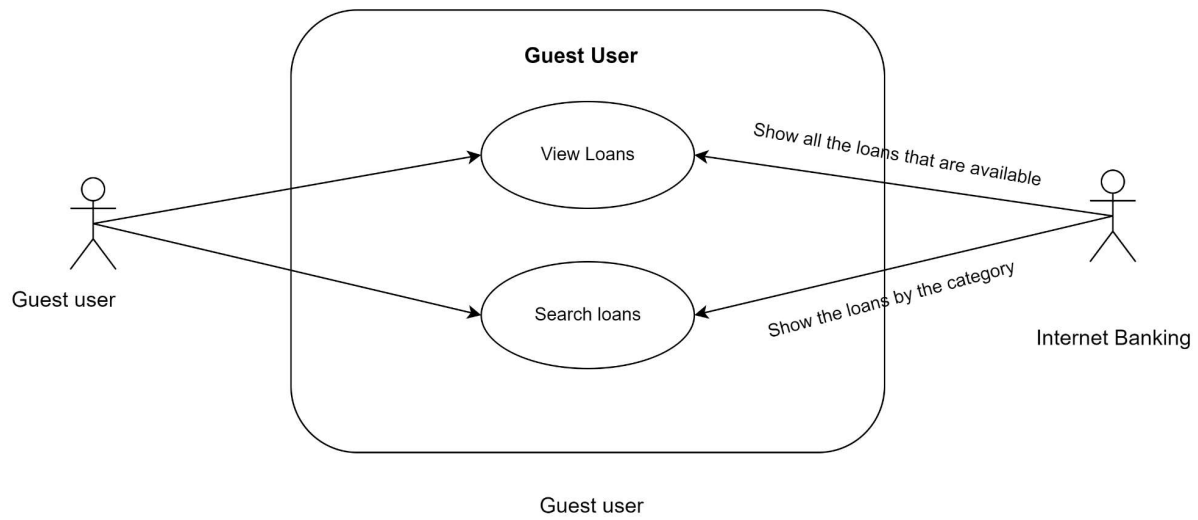 Guest User
View Loans
Show all the loans that are available
Guest user
Search loans
Show the loans by the category
Internet Banking
Guest user